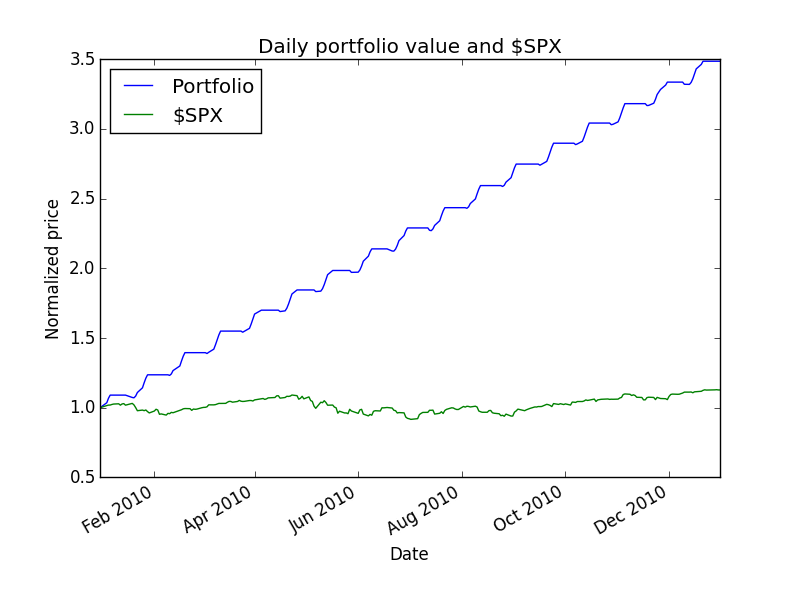 Daily portfolio value and $SPX
3.5
3.0
2.5
2.0
1.5
1.0
0.5
Normalized price
Portfolio
$SPX
Feb 2010
Apr 2010
Jun 2010
Aug 2010
Oct 2010
Dec 2010
Date